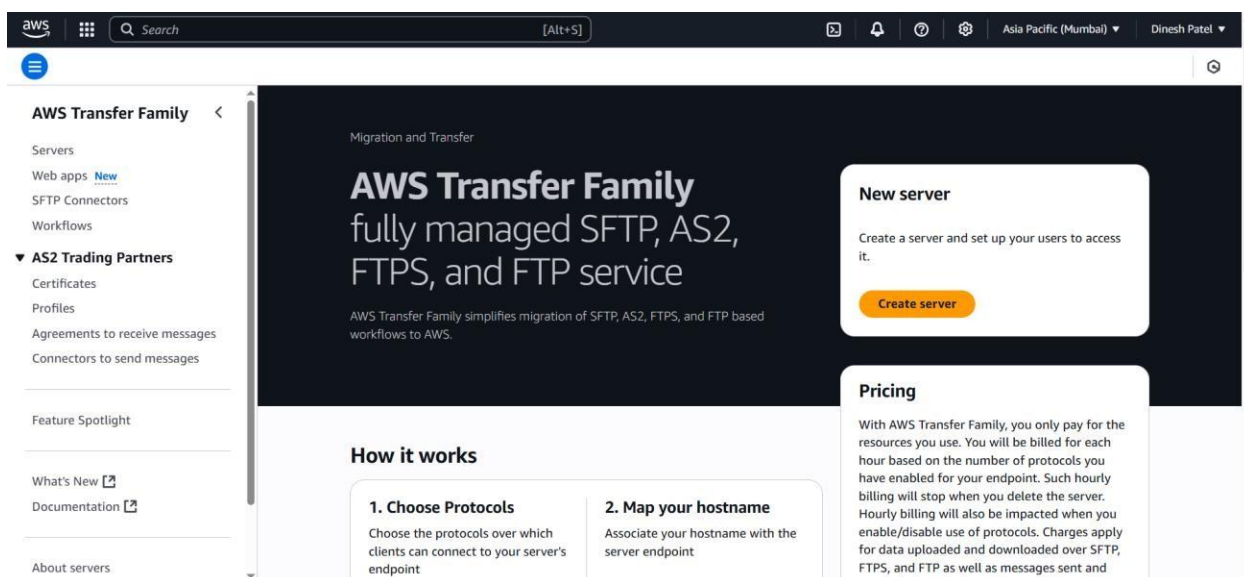 aws
Search
[Alt+S]
Asia Pacific (Mumbai)
Dinesh Patel
AWS Transfer Family
Servers
Web apps New
SFTP Connectors
Workflows
AS2 Trading Partners
Certificates
Profiles
Agreements to receive messages
Connectors to send messages
Feature Spotlight
What's New
Documentation
About servers
Migration and Transfer
AWS Transfer Family
fully managed SFTP, AS2,
FTPS, and FTP service
AWS Transfer Family simplifies migration of SFTP, AS2, FTPS, and FTP based
workflows to AWS.
New server
Create a server and set up your users to access
it.
Create server
Pricing
With AWS Transfer Family, you only pay for the
resources you use. You will be billed for each
hour based on the number of protocols you
have enabled for your endpoint. Such hourly
billing will stop when you delete the server.
Hourly billing will also be impacted when you
enable/disable use of protocols. Charges apply
for data uploaded and downloaded over SFTP,
FTPS, and FTP as well as messages sent and
How it works
1. Choose Protocols
Choose the protocols over which
clients can connect to your server's
endpoint
2. Map your hostname
Associate your hostname with the
server endpoint